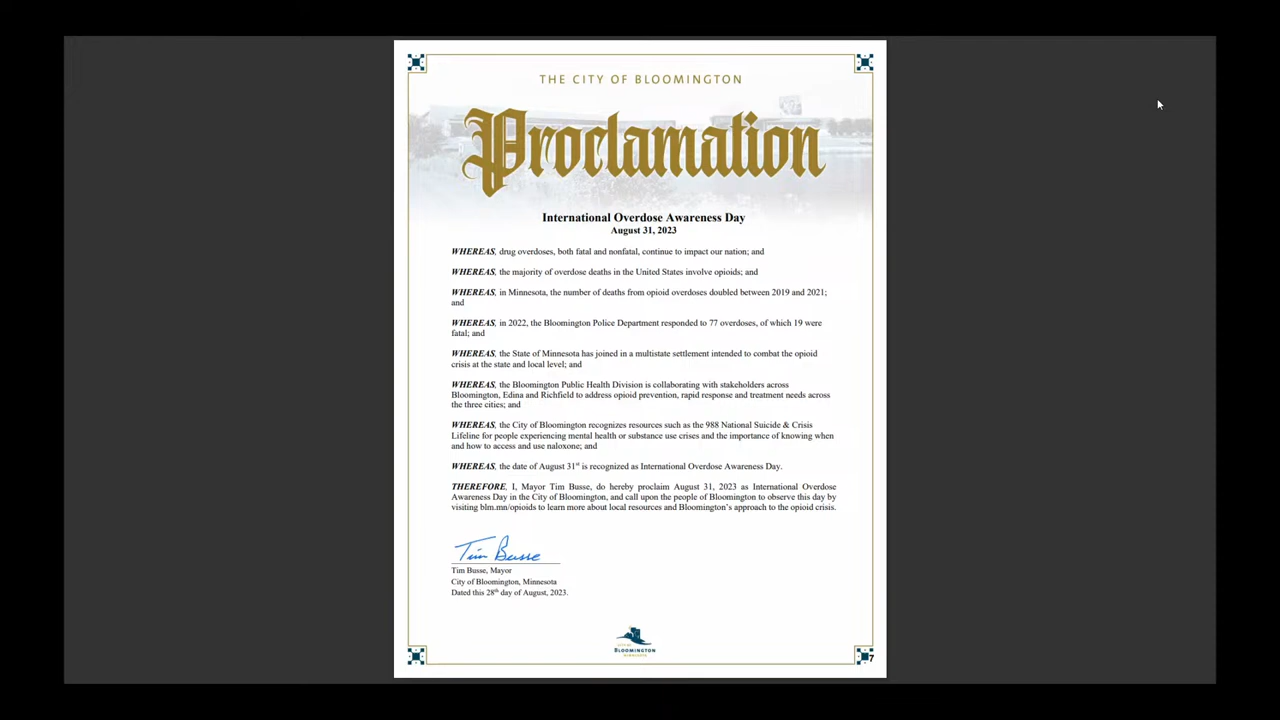 THE CITY OF BLOOMINGTON
Proclamation
International Overdose Awareness Day
August 31, 2023
WHEREAS, drug overdoses, both fatal and nonfatal, continue to impact our nation; and
WHEREAS, the majority of overdose deaths in the United States involve opioids; and
WHEREAS, in Minnesota, the number of deaths from opioid overdoses doubled between 2019 and 2021;
and
WHEREAS, in 2022, the Bloomington Police Department responded to 77 overdoses, of which 19 were
fatal; and
WHEREAS, the State of Minnesota has joined in a multistate settlement intended to combat the opioid
crisis at the state and local level; and
WHEREAS, the Bloomington Public Health Division is collaborating with stakeholders across
Bloomington, Edina and Richfield to address opioid prevention, rapid response and treatment needs across
the three cities; and
WHEREAS, the City of Bloomington recognizes resources such as the 988 National Suicide & Crisis
Lifeline for people experiencing mental health or substance use crises and the importance of knowing when
and how to access and use naloxone; and
WHEREAS, the date of August 31st is recognized as International Overdose Awareness Day.
THEREFORE, I, Mayor Tim Busse, do hereby proclaim August 31, 2023 as International Overdose
Awareness Day in the City of Bloomington, and call upon the people of Bloomington to observe this day by
visiting blm.mn/opioids to learn more about local resources and Bloomington's approach to the opioid crisis.
Tim Busse
Tim Busse, Mayor
City of Bloomington, Minnesota
Dated this 28th day of August, 2023.
CITY OF
BLOOMINGTON
MINNESOTA
7